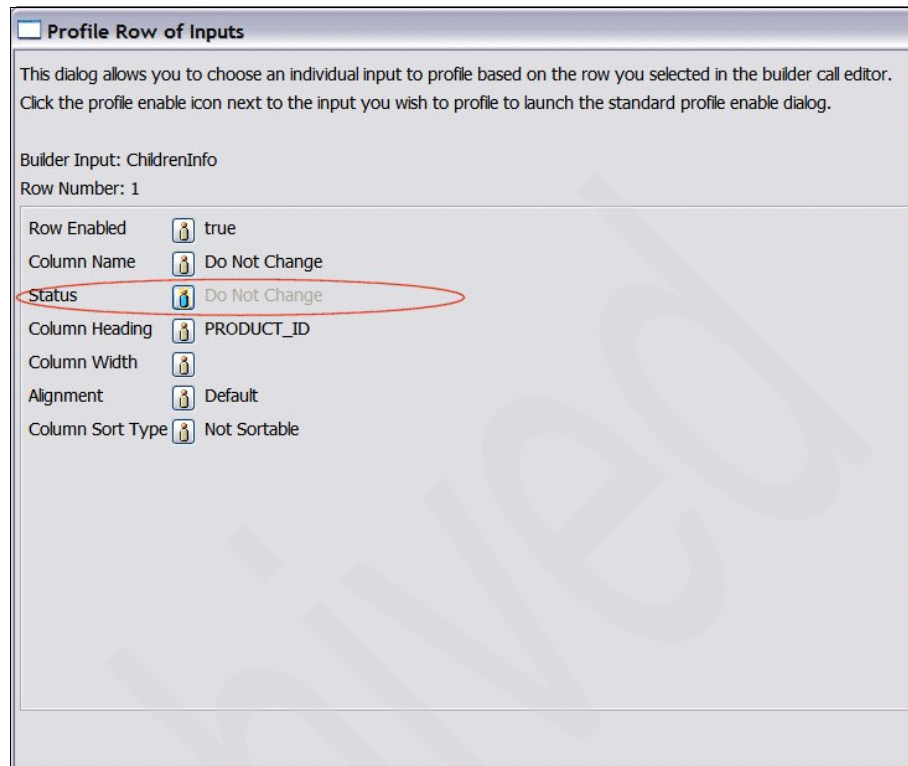 Profile Row of Inputs
This dialog allows you to choose an individual input to profile based on the row you selected in the builder call editor.
Click the profile enable icon next to the input you wish to profile to launch the standard profile enable dialog.
Builder Input: ChildrenInfo
Row Number: 1
Row Enabled true
Column Name Do Not Change
Status Do Not Change
Column Heading PRODUCT_ID
Column Width
Alignment Default
Column Sort Type Not Sortable
hived